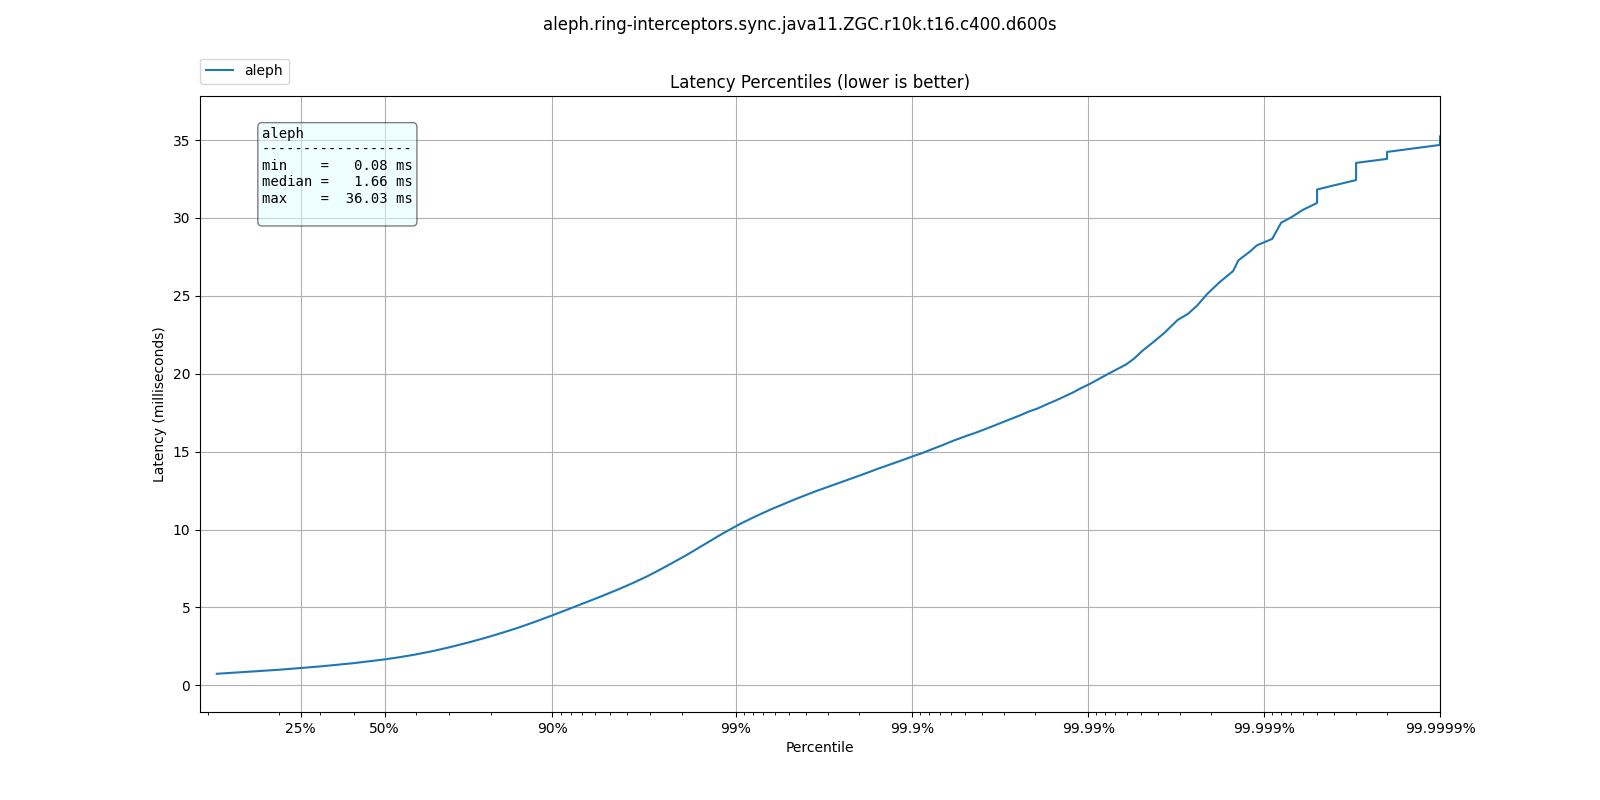 aleph.ring-interceptors.sync.java11.ZGC.r10k.t16.c400.d600s
aleph
Latency Percentiles (lower is better)
aleph
------------------
min    =   0.08 ms
median =   1.66 ms
max    =  36.03 ms
35
30
25
20
15
10
5
0
Latency (milliseconds)
25% 50% 90% 99% 99.9% 99.99% 99.999% 99.9999%
Percentile